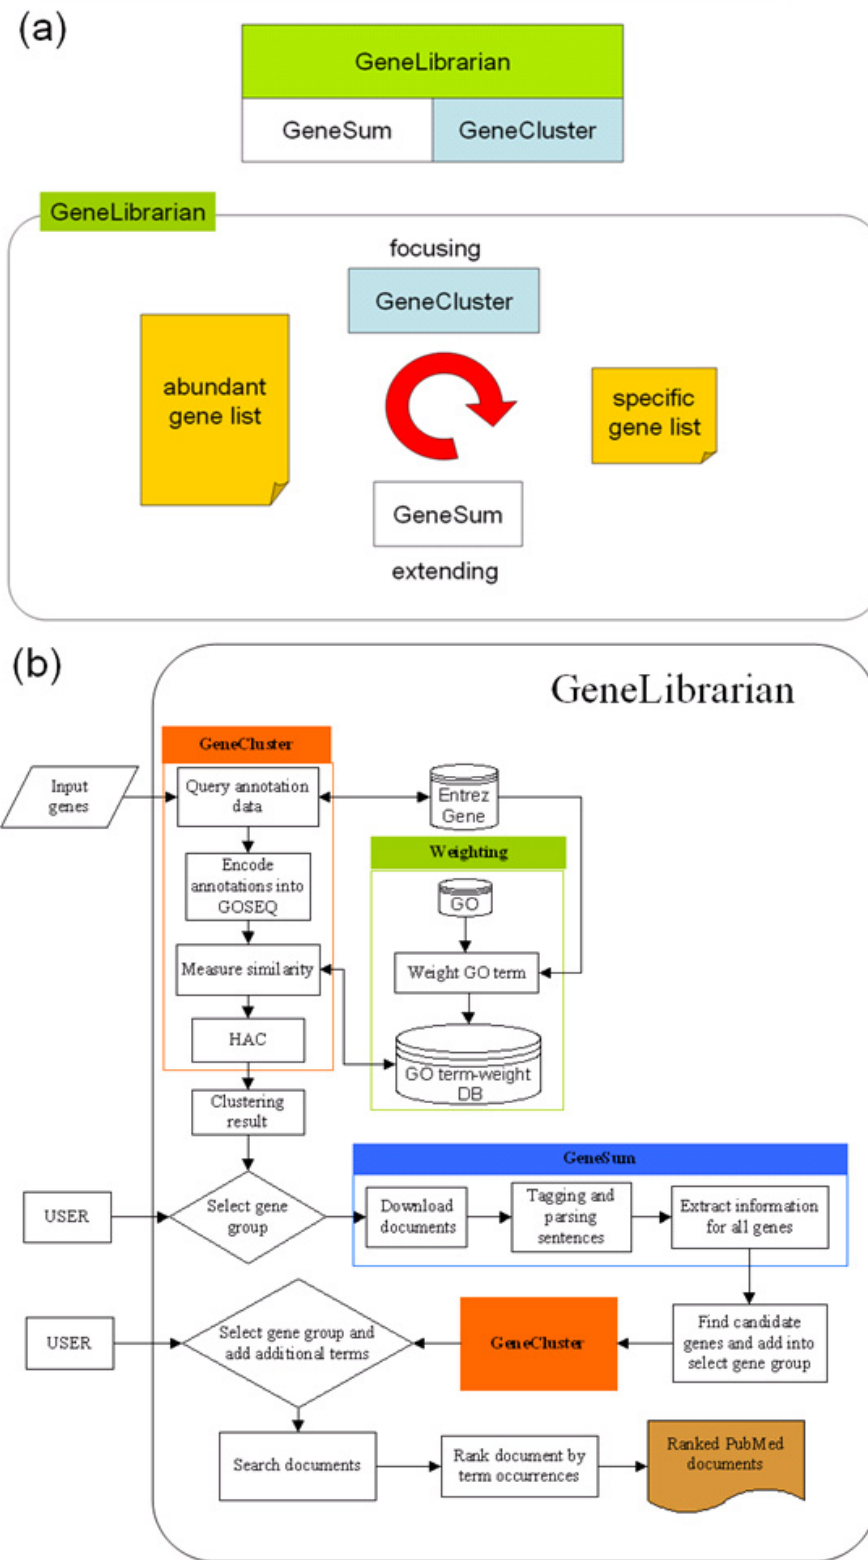 (a)
GeneLibrarian
GeneSum
GeneCluster
GeneLibrarian
focusing
GeneCluster
abundant
gene list
specific
gene list
GeneSum
extending
(b)
GeneLibrarian
GeneCluster
Input
genes
Query annotation
data
Entrez
Gene
Encode
annotations into
GOSEQ
Weighting
GO
Measure similarity
Weight GO term
HAC
GO term-weight
DB
Clustering
result
GeneSum
USER
Select gene
group
Download
documents
Tagging and
parsing
sentences
Extract information
for all genes
USER
Select gene group and
add additional terms
GeneCluster
Find candidate
genes and add into
select gene group
Search documents
Rank document by
term occurrences
Ranked PubMed
documents